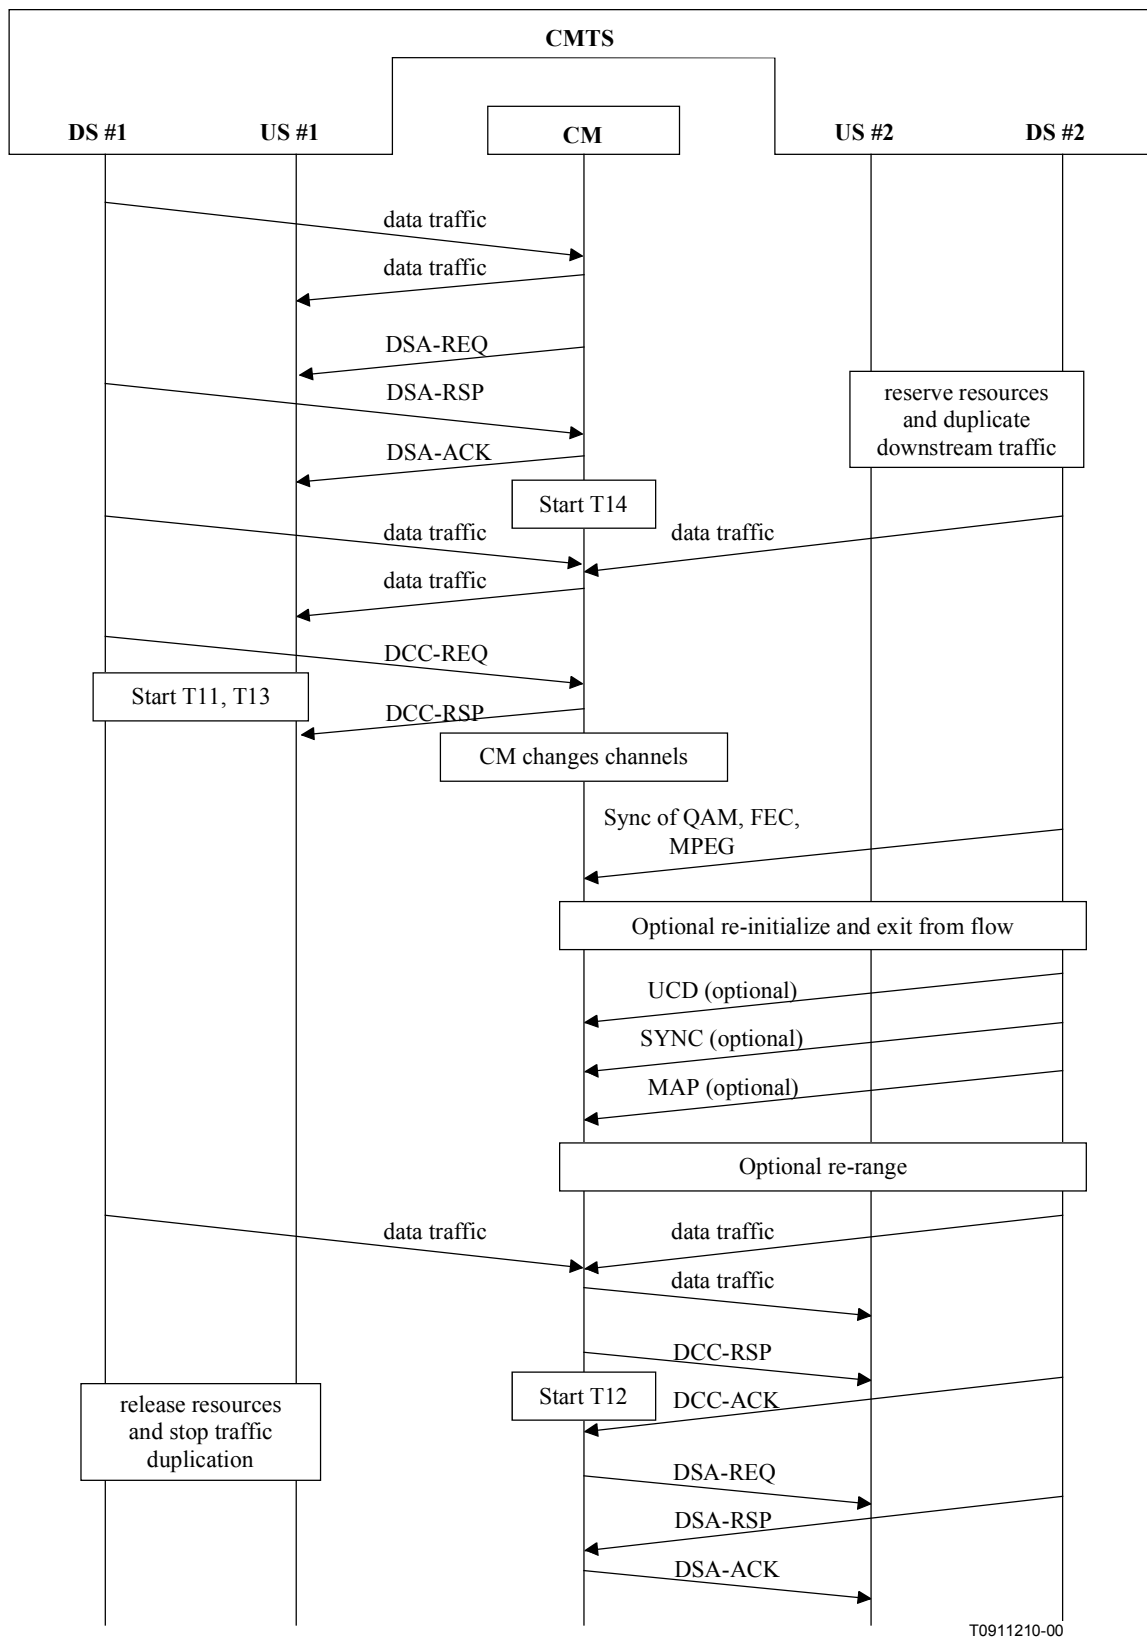 CMTS
DS #1
US #1
CM
US #2
DS #2
data traffic
data traffic
DSA-REQ
DSA-RSP
reserve resources
and duplicate
downstream traffic
DSA-ACK
Start T14
data traffic
data traffic
data traffic
DCC-REQ
Start T11, T13
DCC-RSP
CM changes channels
Sync of QAM, FEC,
MPEG
Optional re-initialize and exit from flow
UCD (optional)
SYNC (optional)
MAP (optional)
Optional re-range
data traffic
data traffic
data traffic
DCC-RSP
Start T12
DCC-ACK
release resources
and stop traffic
duplication
DSA-REQ
DSA-RSP
DSA-ACK
T0911210-00